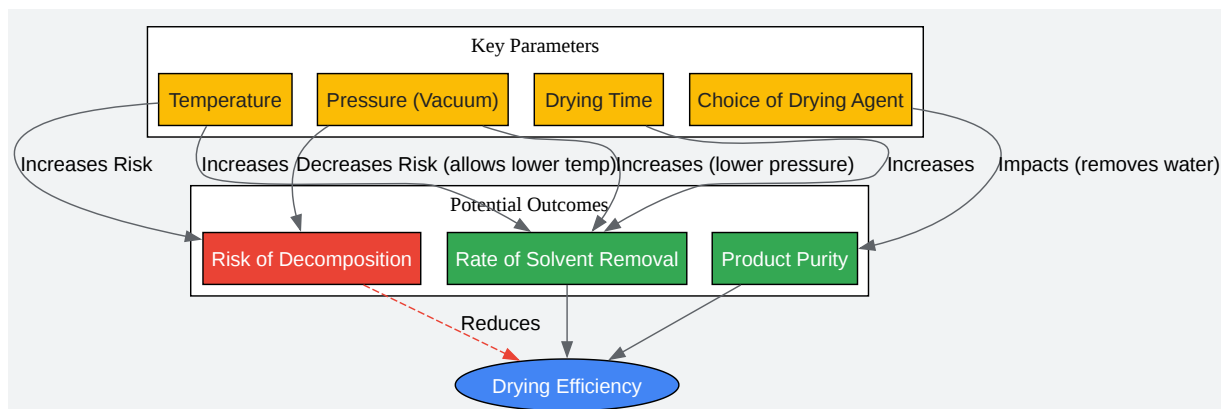 Key Parameters
Temperature
Pressure (Vacuum)
Drying Time
Choice of Drying Agent
Increases Risk
Increases
Decreases Risk (allows lower temp)
Increases (lower pressure)
Increases
Impacts (removes water)
Potential Outcomes
Risk of Decomposition
Rate of Solvent Removal
Product Purity
Reduces
Drying Efficiency